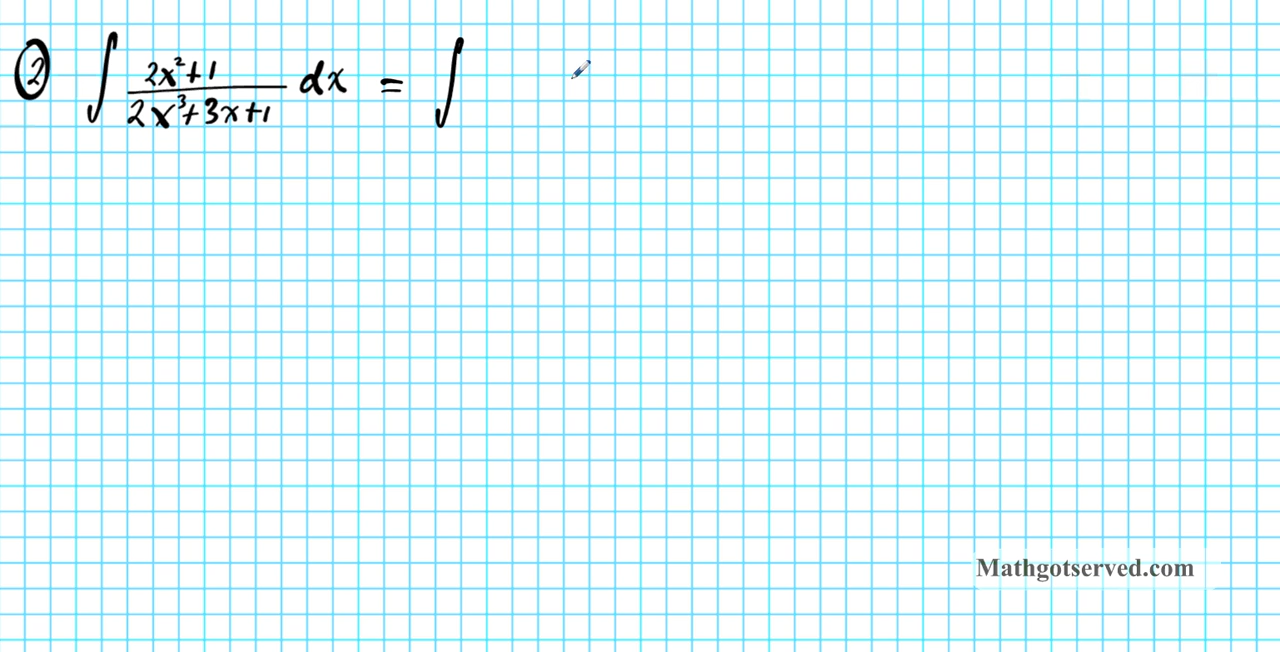 ② ∫ (2x²+1)/(2x³+3x+1) dx = ∫
Mathgotserved.com